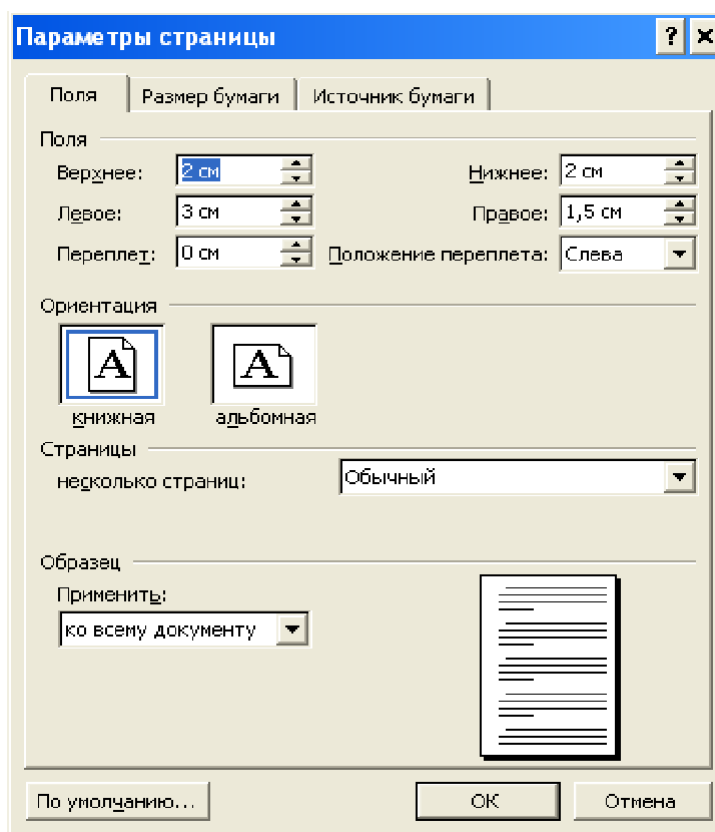 Параметры страницы ? ×
Поля Размер бумаги Источник бумаги
Поля
Верхнее: 2 см Нижнее: 2 см
Левое: 3 см Правое: 1,5 см
Переплет: 0 см Положение переплета: Слева
Ориентация
A A
книжная альбомная
Страницы
несколько страниц: Обычный
Образец
Применить:
ко всему документу
По умолчанию... ОК Отмена